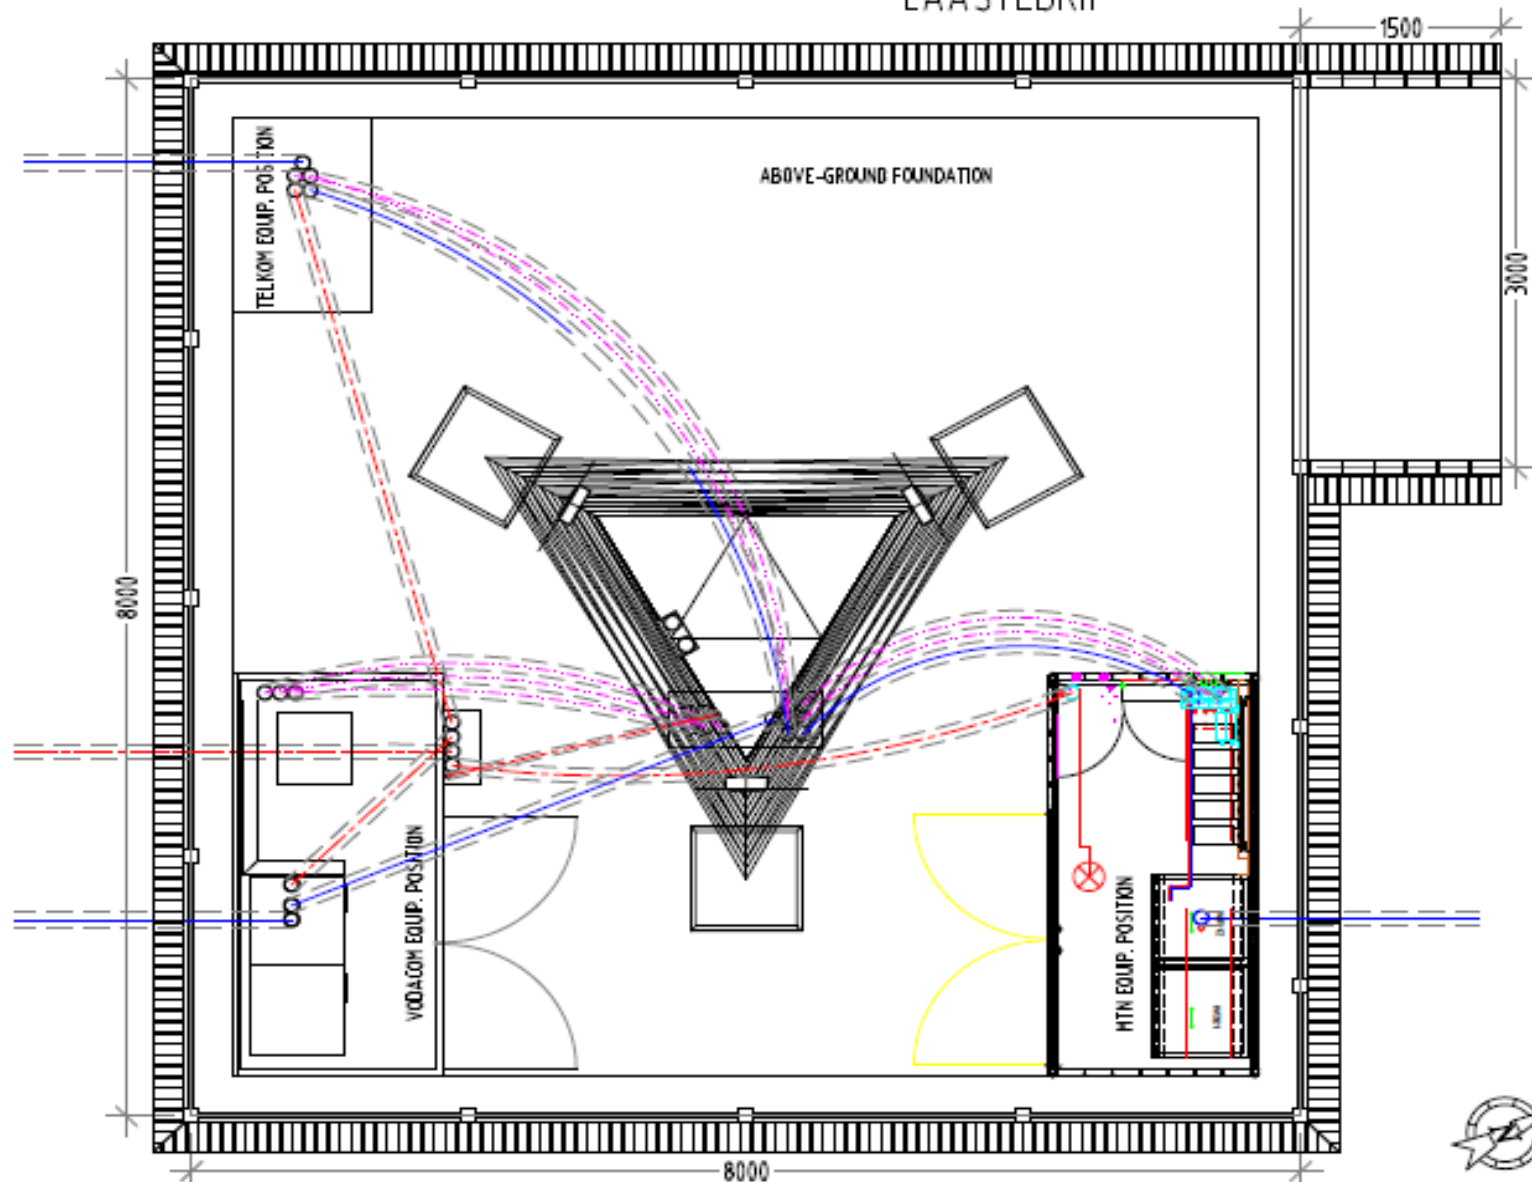 1500
ABOVE-GROUND FOUNDATION
TELKOM EQUIP. POSITION
3000
8000
VODACOM EQUIP. POSITION
MTN EQUIP. POSITION
8000